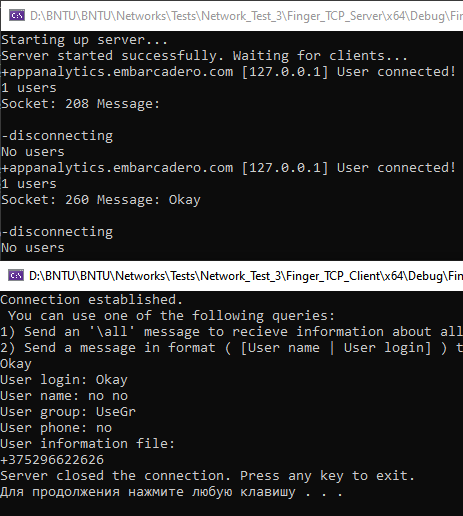 D:\BNTU\BNTU\Networks\Tests\Network_Test_3\Finger_TCP_Server\x64\Debug\Fin
Starting up server...
Server started successfully. Waiting for clients...
+appanalytics.embarcadero.com [127.0.0.1] User connected!
1 users
Socket: 208 Message:
-disconnecting
No users
+appanalytics.embarcadero.com [127.0.0.1] User connected!
1 users
Socket: 260 Message: Okay
-disconnecting
No users
D:\BNTU\BNTU\Networks\Tests\Network_Test_3\Finger_TCP_Client\x64\Debug\Fin
Connection established.
You can use one of the following queries:
1) Send an '\all' message to recieve information about all
2) Send a message in format ( [User name | User login] ) t
Okay
User login: Okay
User name: no no
User group: UseGr
User phone: no
User information file:
+375296622626
Server closed the connection. Press any key to exit.
Для продолжения нажмите любую клавишу . . .